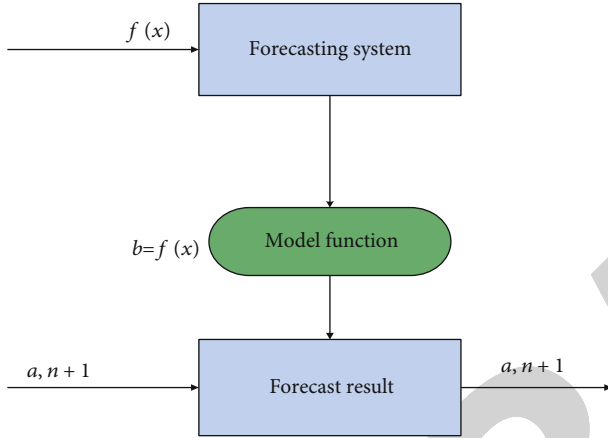 f (x)
Forecasting system
b=f (x)
Model function
a, n + 1
Forecast result
a, n + 1